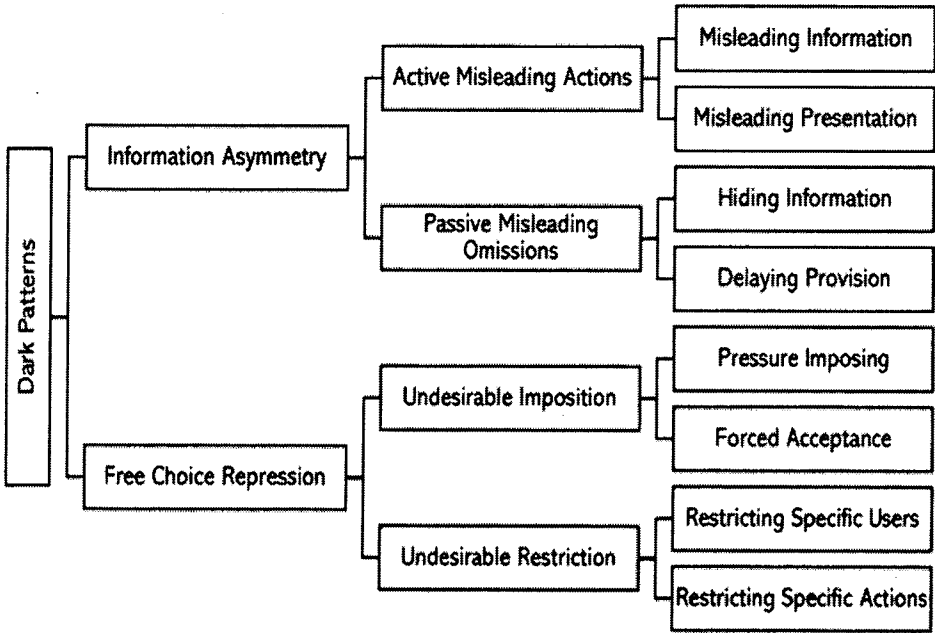 Dark Patterns
Information Asymmetry
Active Misleading Actions
Misleading Information
Misleading Presentation
Passive Misleading
Omissions
Hiding Information
Delaying Provision
Free Choice Repression
Undesirable Imposition
Pressure Imposing
Forced Acceptance
Undesirable Restriction
Restricting Specific Users
Restricting Specific Actions